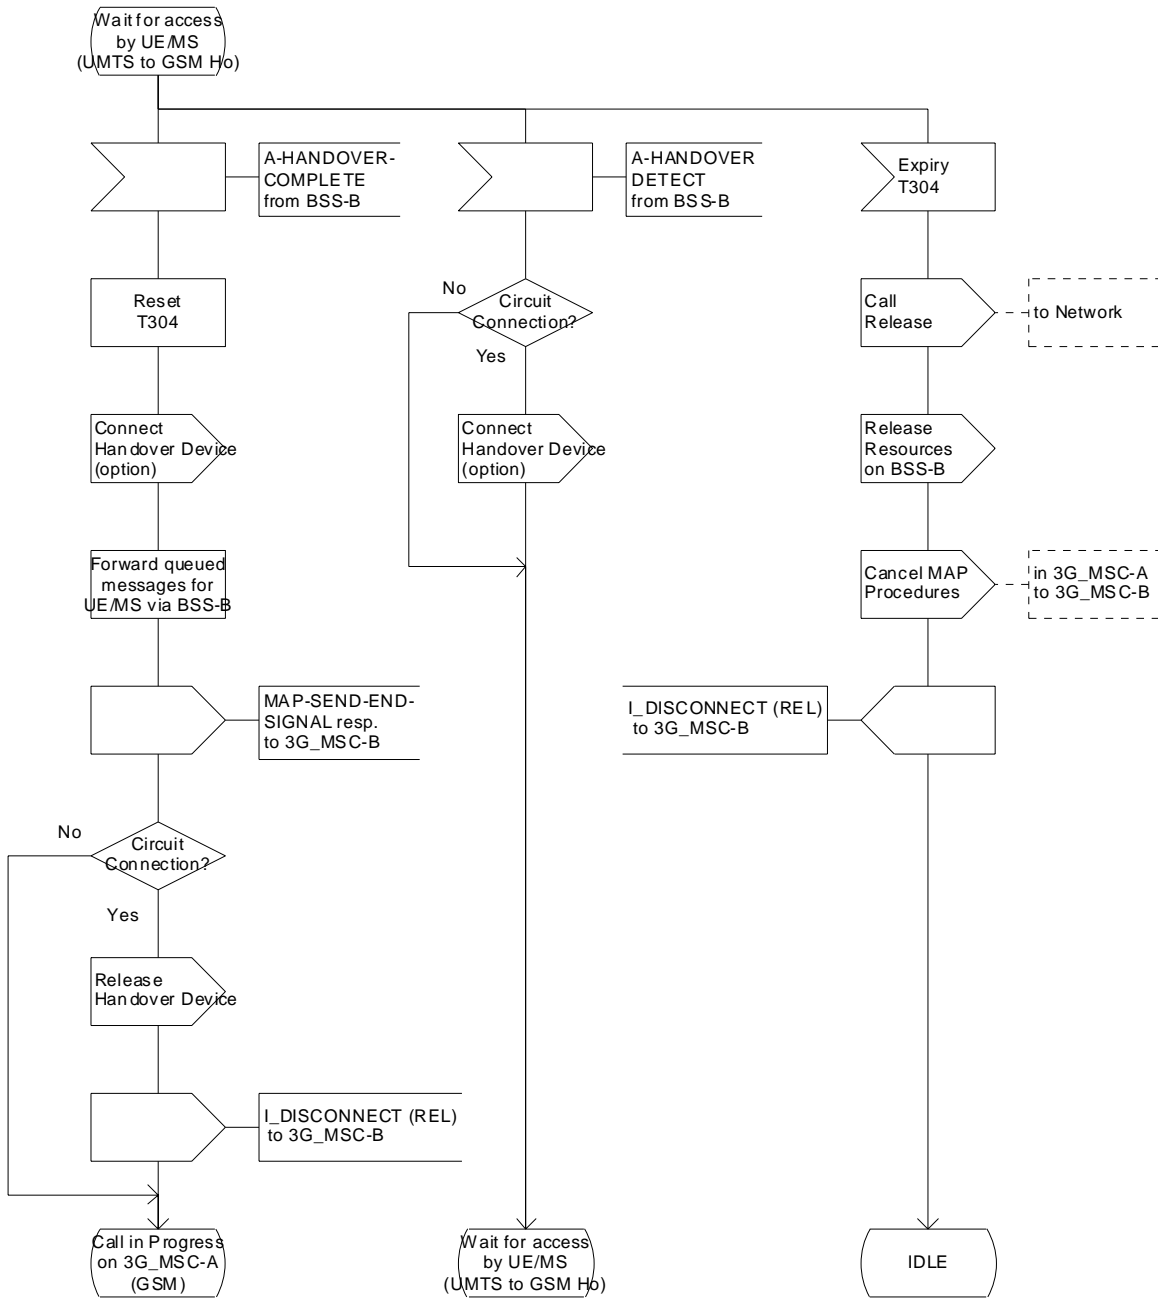 Wait for access
by UE/MS
(UMTS to GSM Ho)
A-HANDOVER-
COMPLETE
from BSS-B
A-HANDOVER
DETECT
from BSS-B
Expiry
T304
Reset
T304
No
Circuit
Connection?
Yes
Call
Release
to Network
Connect
Handover Device
(option)
Connect
Handover Device
(option)
Release
Resources
on BSS-B
Forward queued
messages for
UE/MS via BSS-B
Cancel MAP
Procedures
in 3G_MSC-A
to 3G_MSC-B
MAP-SEND-END-
SIGNAL resp.
to 3G_MSC-B
I_DISCONNECT (REL)
to 3G_MSC-B
No
Circuit
Connection?
Yes
Release
Handover Device
I_DISCONNECT (REL)
to 3G_MSC-B
Call in Progress
on 3G_MSC-A
(GSM)
Wait for access
by UE/MS
(UMTS to GSM Ho)
IDLE